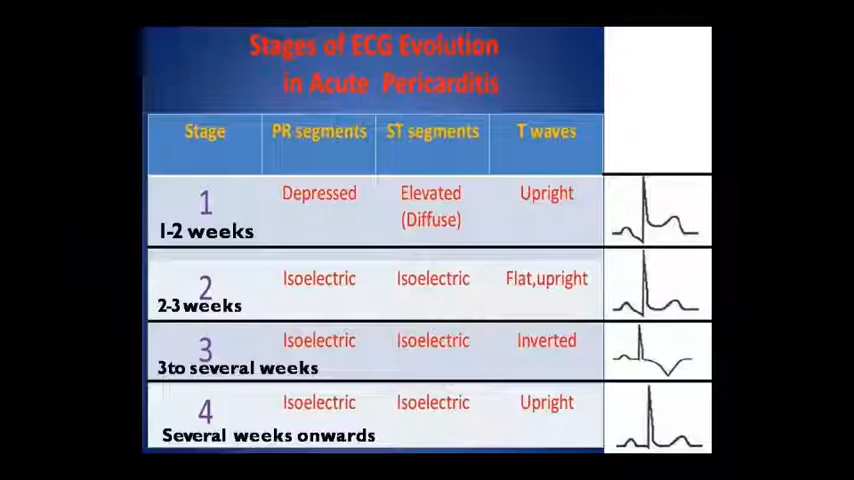 Stages of ECG Evolution
in Acute Pericarditis
Stage PR segments ST segments T waves
1 Depressed Elevated Upright
(Diffuse)
1-2 weeks
2 Isoelectric Isoelectric Flat,upright
2-3 weeks
3 Isoelectric Isoelectric Inverted
3to several weeks
4 Isoelectric Isoelectric Upright
Several weeks onwards